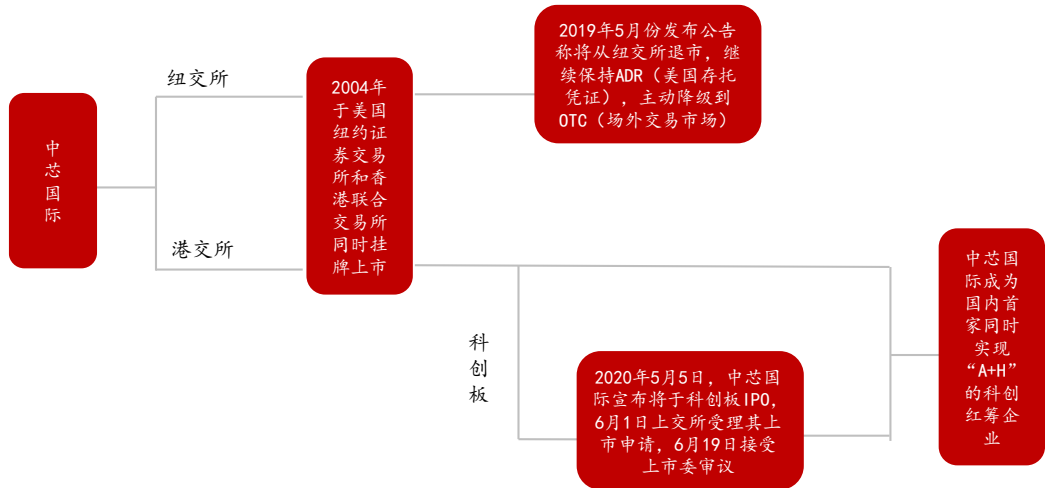 中
芯
国
际
纽交所
港交所
2004年
于美国
纽约证
券交易
所和香
港联合
交易所
同时挂
牌上市
2019年5月份发布公告
称将从纽交所退市，继
续保持ADR（美国存托
凭证），主动降级到
OTC（场外交易市场）
科
创
板
2020年5月5日，中芯国
际宣布将于科创板IPO，
6月1日上交所受理其上
市申请，6月19日接受
上市委审议
中芯国
际成为
国内首
家同时
实现
“A+H”
的科创
红筹企
业